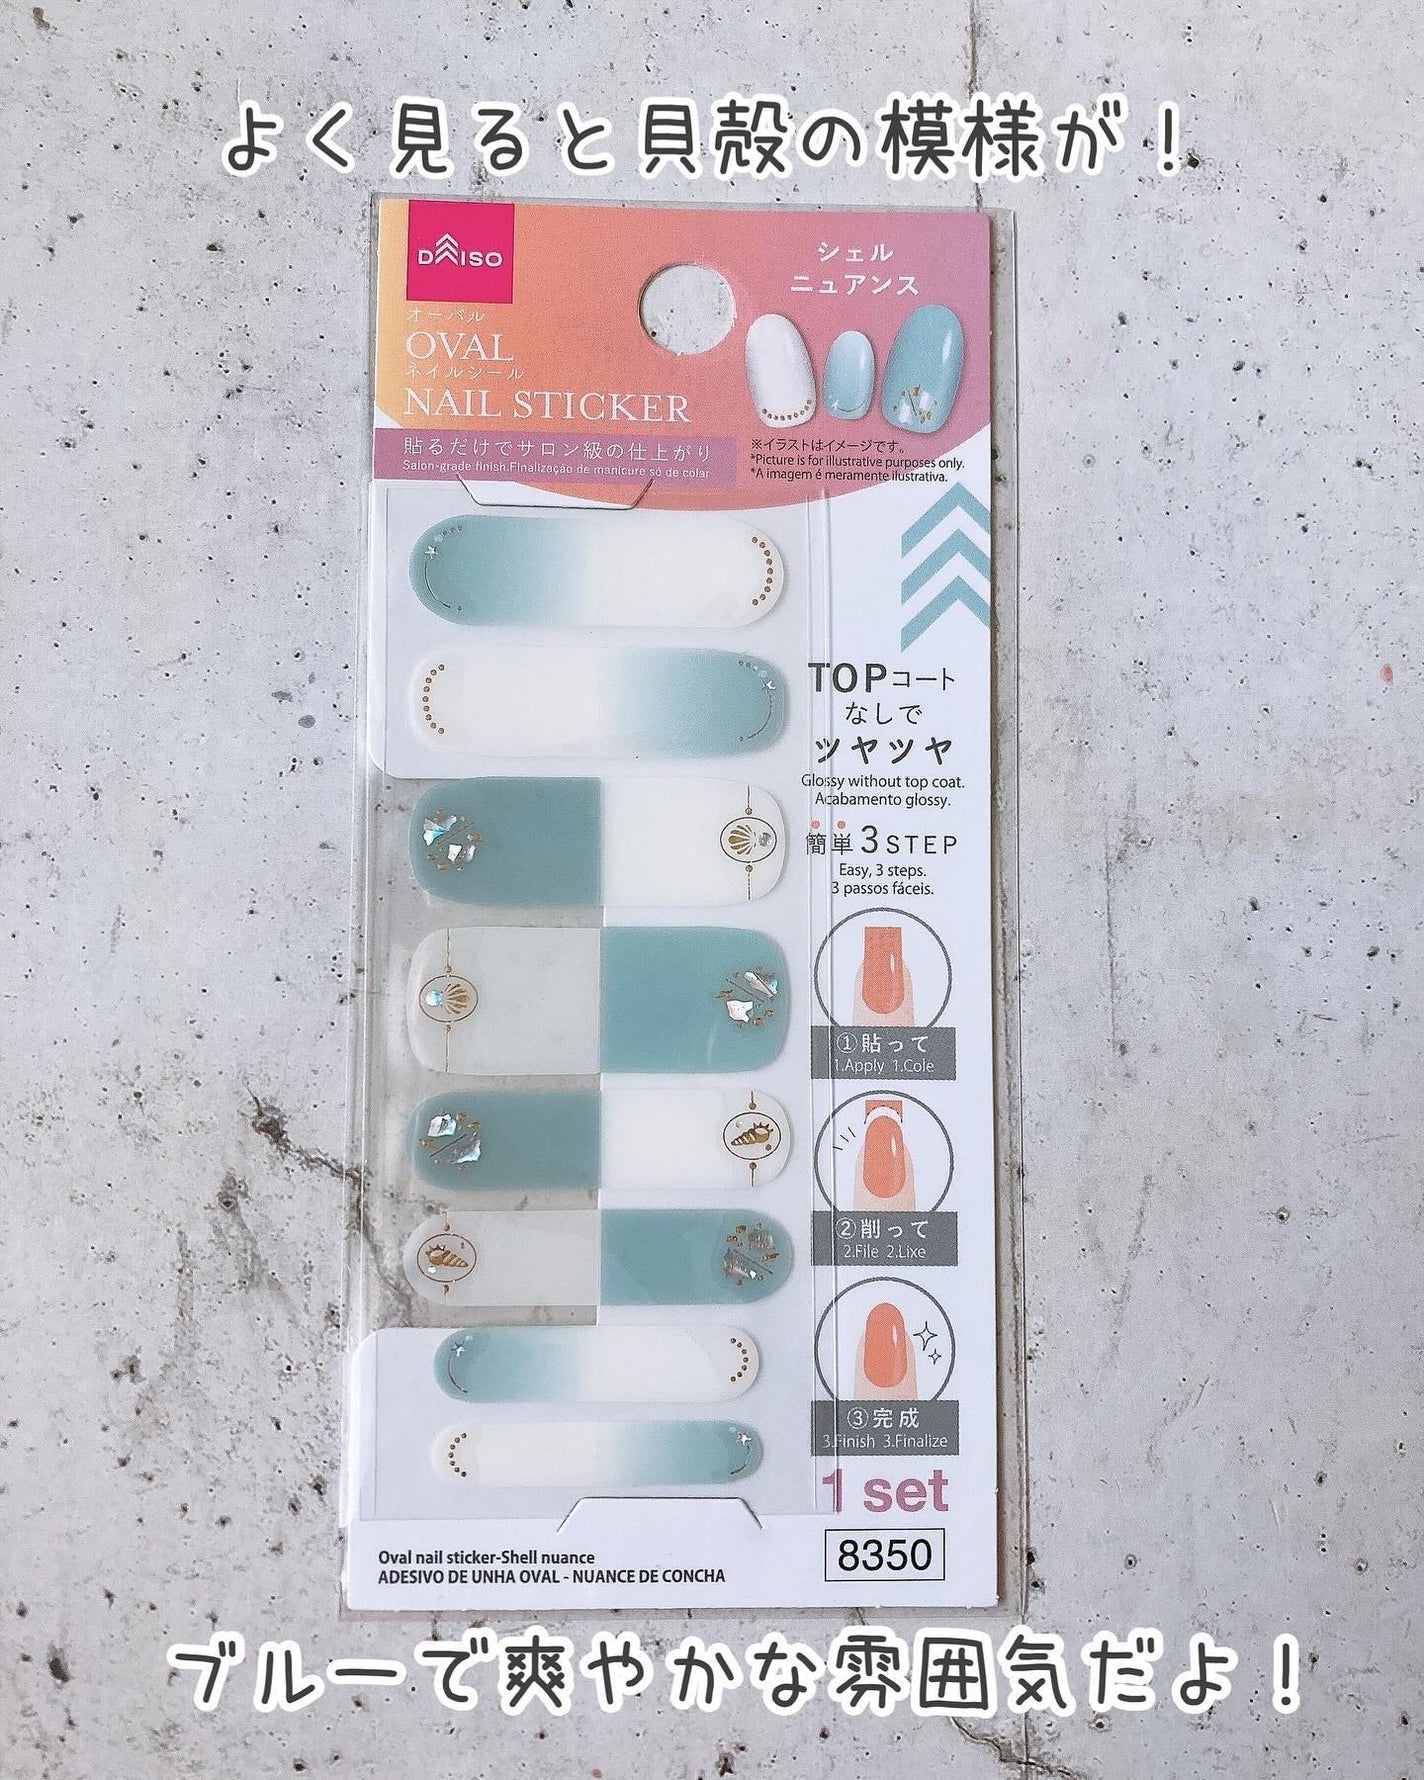 よく見ると貝殻の模様が！
DAISO
シェル
ニュアンス
オーバル
OVAL
ネイルシール
NAIL STICKER
貼るだけでサロン級の仕上がり
Salon-grade finish.Finalização de manicure só de colar
※イラストはイメージです。
*Picture is for illustrative purposes only.
*A imagem é meramente ilustrativa.
TOPコート
なしで
ツヤツヤ
Glossy without top coat.
Acabamento glossy.
簡単3STEP
Easy, 3 steps.
3 passos fáceis.
①貼って
1.Apply 1.Cole
②削って
2.File 2.Lixe
③完成
3.Finish 3.Finalize
1 set
8350
Oval nail sticker-Shell nuance
ADESIVO DE UNHA OVAL - NUANCE DE CONCHA
ブルーで爽やかな雰囲気だよ！